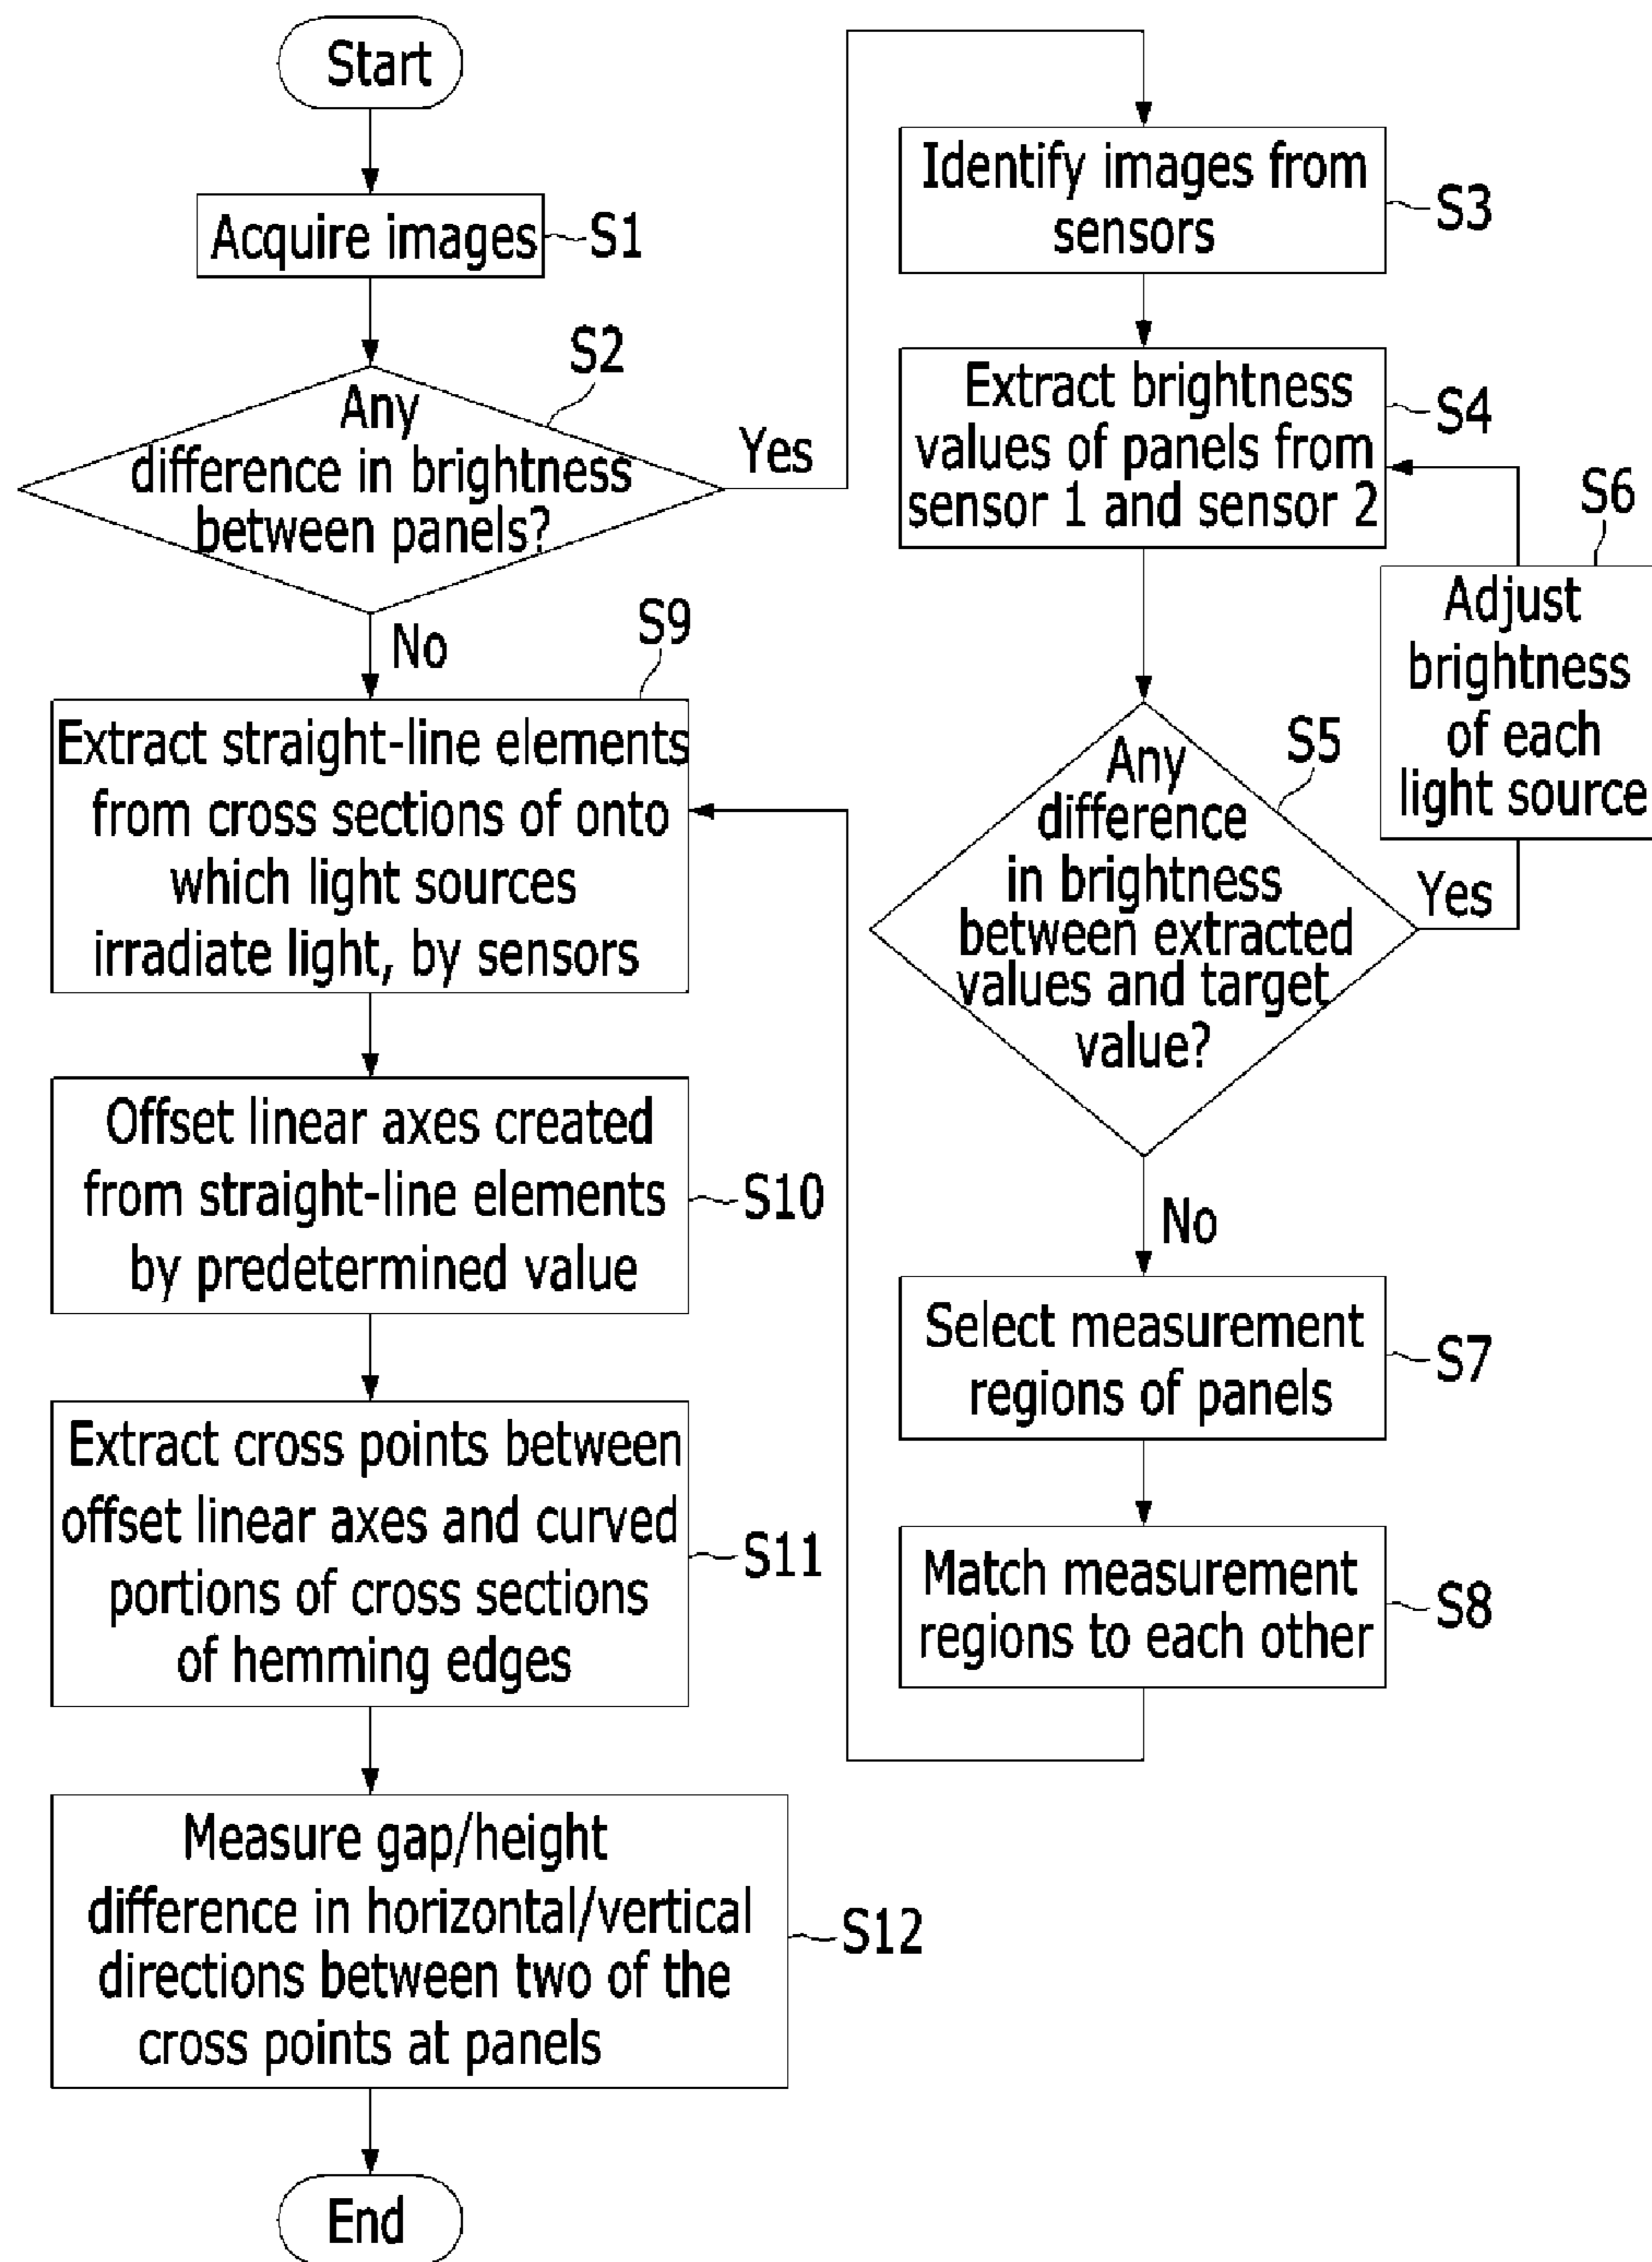 Start
Acquire images
S1
S2
Any
difference in brightness
between panels?
Yes
No
Identify images from
sensors
S3
Extract brightness
values of panels from
sensor 1 and sensor 2
S4
Any
difference
in brightness
between extracted
values and target
value?
S5
Yes
S6
Adjust
brightness
of each
light source
No
Select measurement
regions of panels
S7
Match measurement
regions to each other
S8
S9
Extract straight-line elements
from cross sections of onto
which light sources
irradiate light, by sensors
Offset linear axes created
from straight-line elements
by predetermined value
S10
Extract cross points between
offset linear axes and curved
portions of cross sections
of hemming edges
S11
Measure gap/height
difference in horizontal/vertical
directions between two of the
cross points at panels
S12
End